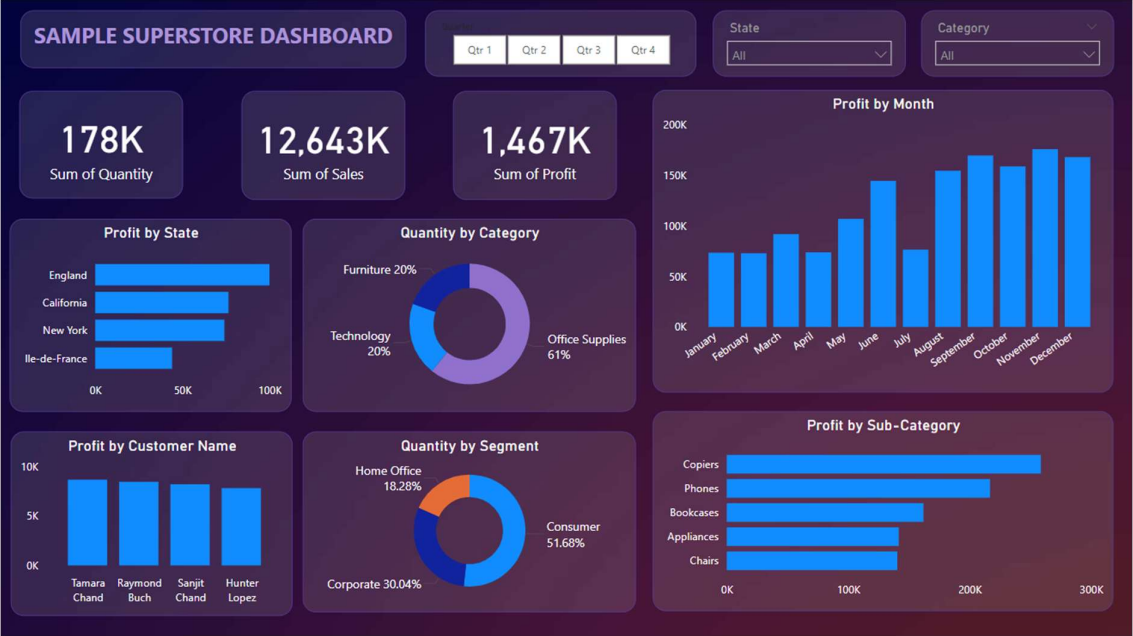 SAMPLE SUPERSTORE DASHBOARD
Qtr 1
Qtr 2
Qtr 3
Qtr 4
State
All
Category
All
178K
Sum of Quantity
12,643K
Sum of Sales
1,467K
Sum of Profit
Profit by Month
200K
150K
100K
50K
0K
January
February
March
April
May
June
July
August
September
October
November
December
Profit by State
England
California
New York
Ile-de-France
0K
50K
100K
Quantity by Category
Furniture 20%
Technology
20%
Office Supplies
61%
Profit by Customer Name
10K
5K
0K
Tamara
Chand
Raymond
Buch
Sanjit
Chand
Hunter
Lopez
Quantity by Segment
Home Office
18.28%
Consumer
51.68%
Corporate 30.04%
Profit by Sub-Category
Copiers
Phones
Bookcases
Appliances
Chairs
0K
100K
200K
300K